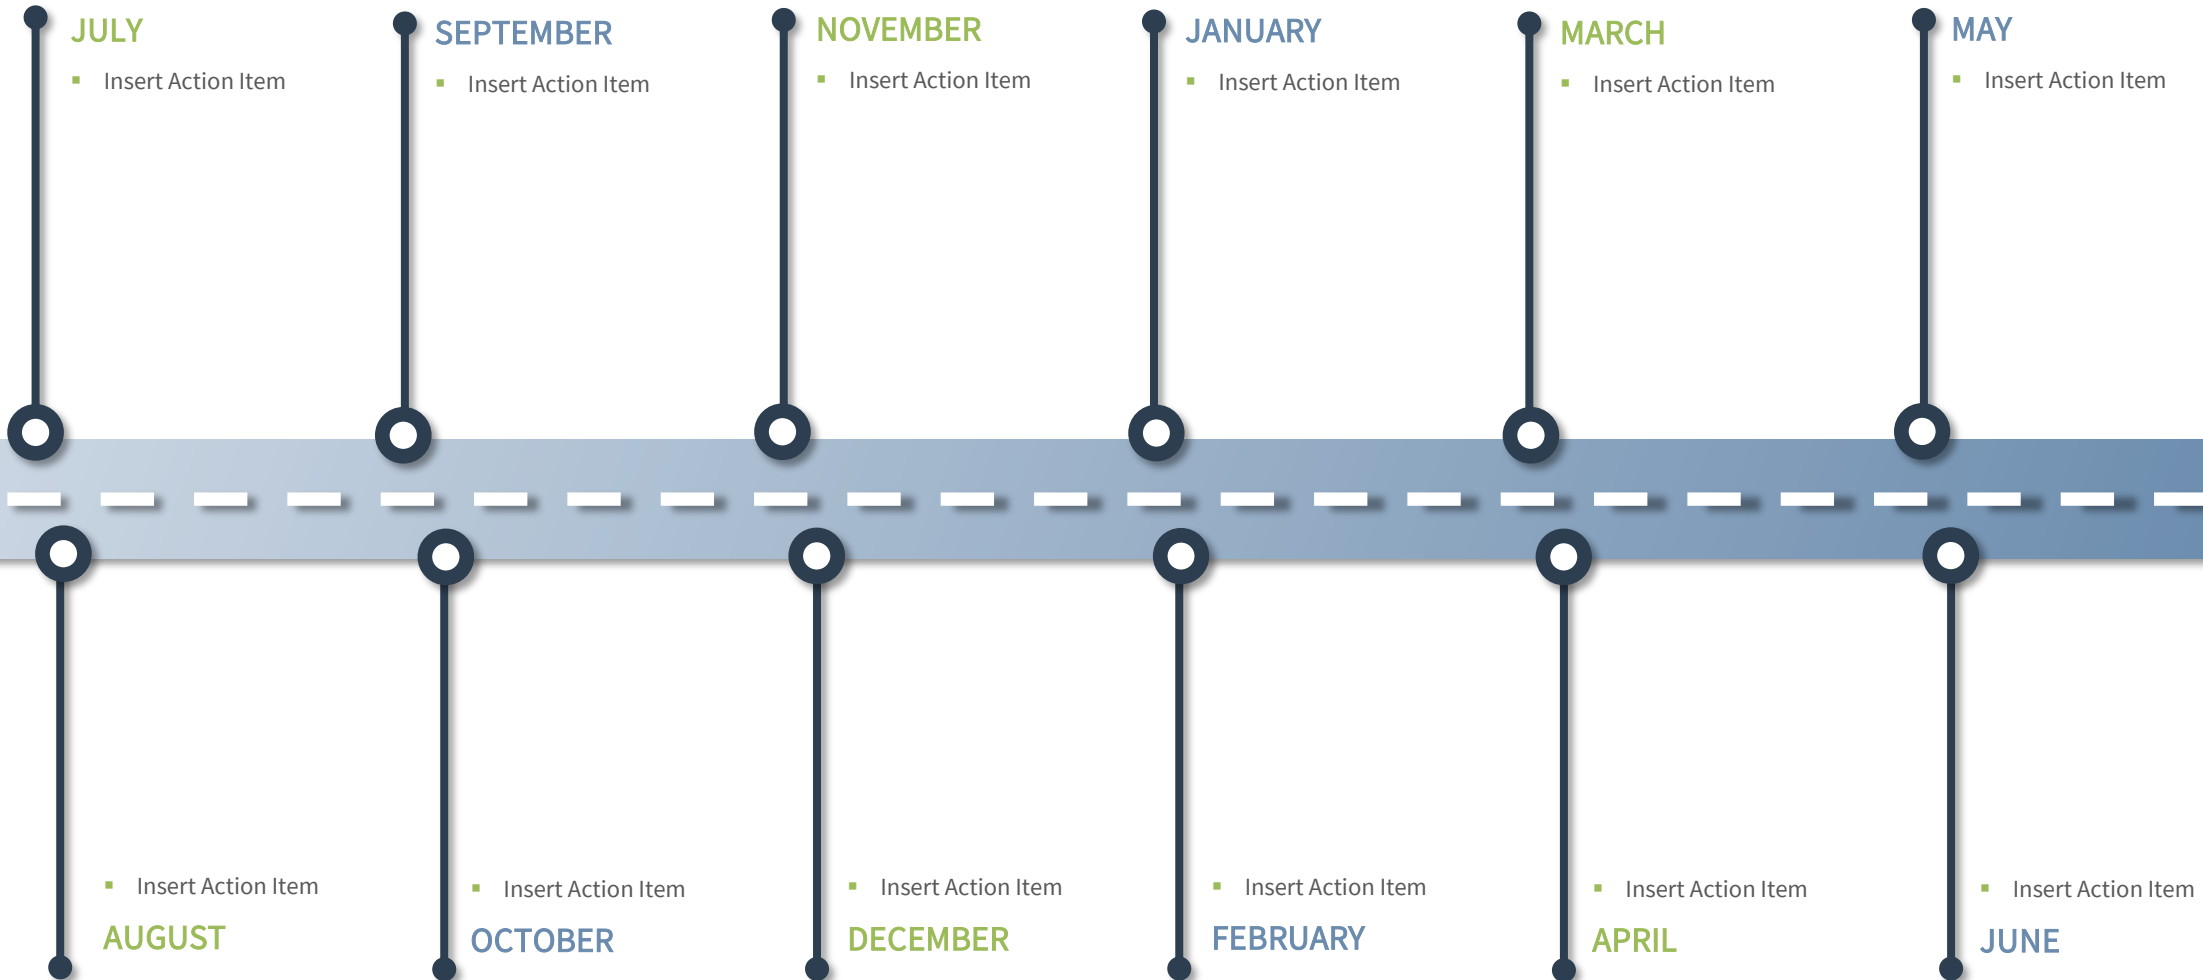 JULY
▪ Insert Action Item
SEPTEMBER
▪ Insert Action Item
NOVEMBER
▪ Insert Action Item
JANUARY
▪ Insert Action Item
MARCH
▪ Insert Action Item
MAY
▪ Insert Action Item
▪ Insert Action Item
AUGUST
▪ Insert Action Item
OCTOBER
▪ Insert Action Item
DECEMBER
▪ Insert Action Item
FEBRUARY
▪ Insert Action Item
APRIL
▪ Insert Action Item
JUNE